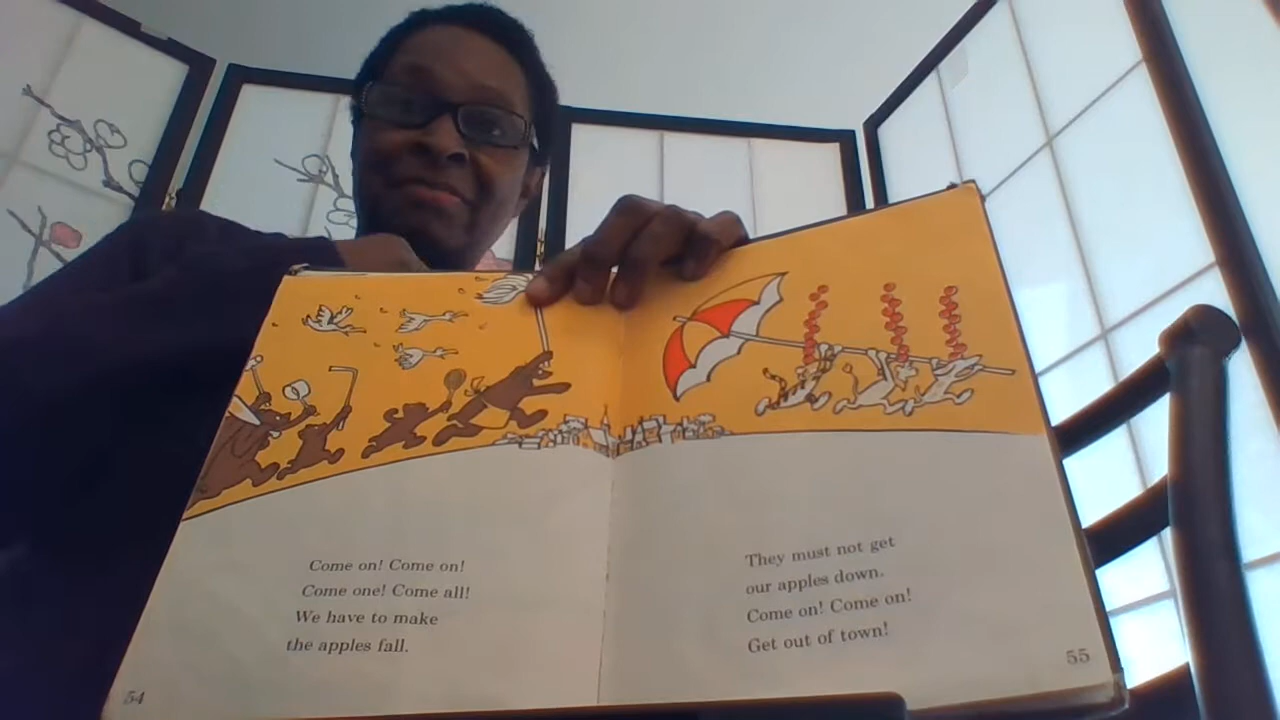 Come on! Come on!
Come one! Come all!
We have to make
the apples fall.
54
They must not get
our apples down.
Come on! Come on!
Get out of town!
55